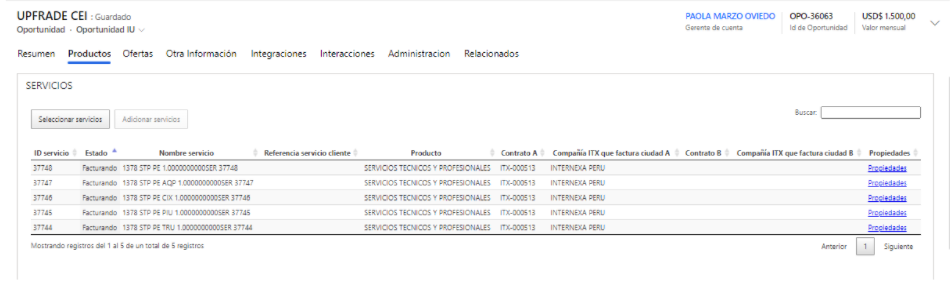 UPFRADE CEI : Guardado
Oportunidad · Oportunidad IU
PAOLA MARZO OVIEDO
Gerente de cuenta
OPO-36063
Id de Oportunidad
USD$ 1.500,00
Valor mensual
Resumen Productos Ofertas Otra Información Integraciones Interacciones Administracion Relacionados
SERVICIOS
Seleccionar servicios Adicionar servicios
Buscar:
ID servicio Estado Nombre servicio Referencia servicio cliente Producto Contrato A Compañía ITX que factura ciudad A Contrato B Compañía ITX que factura ciudad B Propiedades
37748 Facturando 1378 STP PE 1.0000000000SER 37748 SERVICIOS TECNICOS Y PROFESIONALES ITX-000513 INTERNEXA PERU Propiedades
37747 Facturando 1378 STP PE AQP 1.0000000000SER 37747 SERVICIOS TECNICOS Y PROFESIONALES ITX-000513 INTERNEXA PERU Propiedades
37746 Facturando 1378 STP PE CIX 1.0000000000SER 37746 SERVICIOS TECNICOS Y PROFESIONALES ITX-000513 INTERNEXA PERU Propiedades
37745 Facturando 1378 STP PE PIU 1.0000000000SER 37745 SERVICIOS TECNICOS Y PROFESIONALES ITX-000513 INTERNEXA PERU Propiedades
37744 Facturando 1378 STP PE TRU 1.0000000000SER 37744 SERVICIOS TECNICOS Y PROFESIONALES ITX-000513 INTERNEXA PERU Propiedades
Mostrando registros del 1 al 5 de un total de 5 registros
Anterior 1 Siguiente